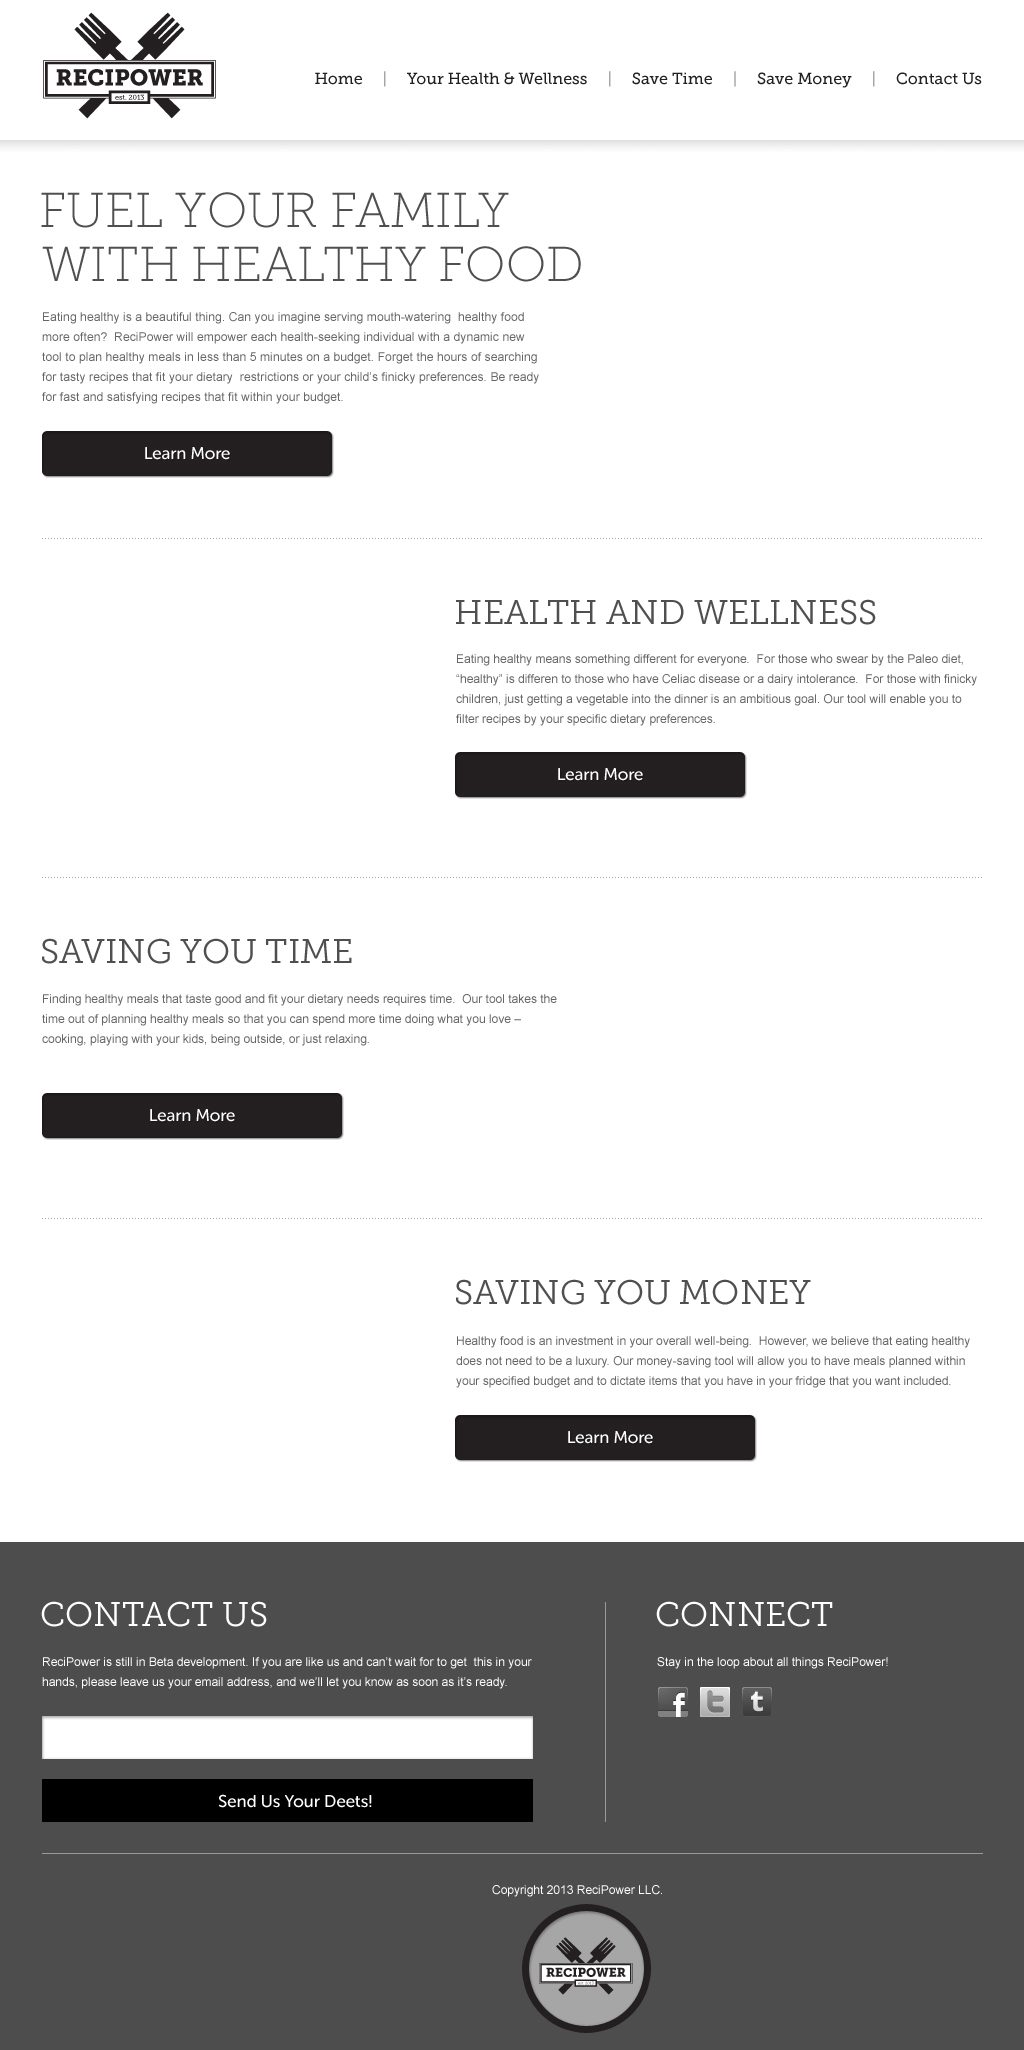 RECIPOWER
est. 2013
Home | Your Health & Wellness | Save Time | Save Money | Contact Us
FUEL YOUR FAMILY
WITH HEALTHY FOOD
Eating healthy is a beautiful thing. Can you imagine serving mouth-watering  healthy food
more often?  ReciPower will empower each health-seeking individual with a dynamic new
tool to plan healthy meals in less than 5 minutes on a budget. Forget the hours of searching
for tasty recipes that fit your dietary  restrictions or your child’s finicky preferences. Be ready
for fast and satisfying recipes that fit within your budget.
Learn More
HEALTH AND WELLNESS
Eating healthy means something different for everyone.  For those who swear by the Paleo diet,
“healthy” is differen to those who have Celiac disease or a dairy intolerance.  For those with finicky
children, just getting a vegetable into the dinner is an ambitious goal. Our tool will enable you to
filter recipes by your specific dietary preferences.
Learn More
SAVING YOU TIME
Finding healthy meals that taste good and fit your dietary needs requires time.  Our tool takes the
time out of planning healthy meals so that you can spend more time doing what you love –
cooking, playing with your kids, being outside, or just relaxing.
Learn More
SAVING YOU MONEY
Healthy food is an investment in your overall well-being.  However, we believe that eating healthy
does not need to be a luxury. Our money-saving tool will allow you to have meals planned within
your specified budget and to dictate items that you have in your fridge that you want included.
Learn More
CONTACT US
ReciPower is still in Beta development. If you are like us and can’t wait for to get  this in your
hands, please leave us your email address, and we’ll let you know as soon as it’s ready.
Send Us Your Deets!
CONNECT
Stay in the loop about all things ReciPower!
f t t
Copyright 2013 ReciPower LLC.
RECIPOWER